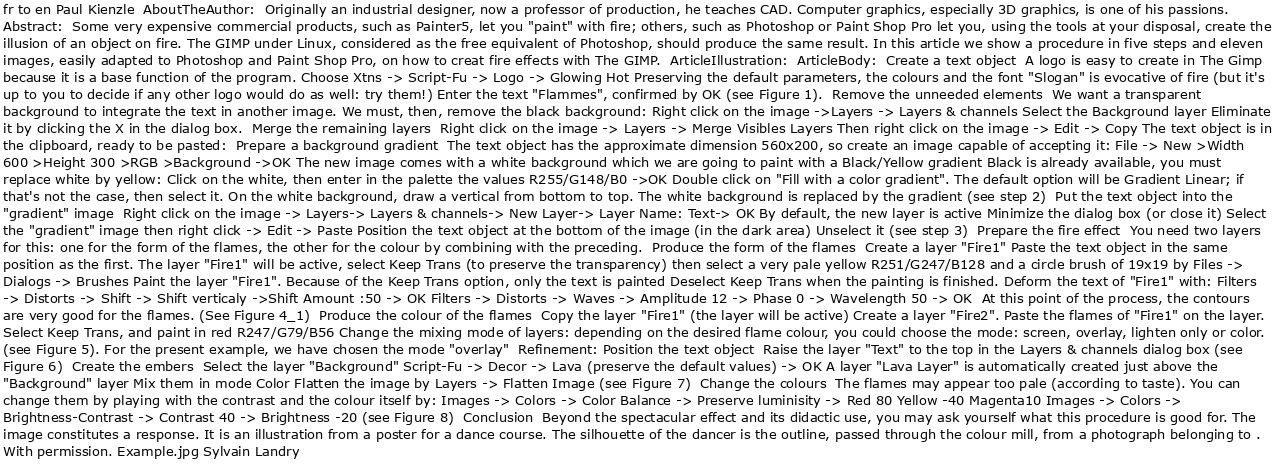 fr to en Paul Kienzle  AboutTheAuthor:  Originally an industrial designer, now a professor of production, he teaches CAD. Computer graphics, especially 3D graphics, is one of his passions.
Abstract:  Some very expensive commercial products, such as Painter5, let you "paint" with fire; others, such as Photoshop or Paint Shop Pro let you, using the tools at your disposal, create the
illusion of an object on fire. The GIMP under Linux, considered as the free equivalent of Photoshop, should produce the same result. In this article we show a procedure in five steps and eleven
images, easily adapted to Photoshop and Paint Shop Pro, on how to creat fire effects with The GIMP.  ArticleIllustration:  ArticleBody:  Create a text object  A logo is easy to create in The Gimp
because it is a base function of the program. Choose Xtns -> Script-Fu -> Logo -> Glowing Hot Preserving the default parameters, the colours and the font "Slogan" is evocative of fire (but it's
up to you to decide if any other logo would do as well: try them!) Enter the text "Flammes", confirmed by OK (see Figure 1).  Remove the unneeded elements  We want a transparent
background to integrate the text in another image. We must, then, remove the black background: Right click on the image ->Layers -> Layers & channels Select the Background layer Eliminate
it by clicking the X in the dialog box.  Merge the remaining layers  Right click on the image -> Layers -> Merge Visibles Layers Then right click on the image -> Edit -> Copy The text object is in
the clipboard, ready to be pasted:  Prepare a background gradient  The text object has the approximate dimension 560x200, so create an image capable of accepting it: File -> New >Width
600 >Height 300 >RGB >Background ->OK The new image comes with a white background which we are going to paint with a Black/Yellow gradient Black is already available, you must
replace white by yellow: Click on the white, then enter in the palette the values R255/G148/B0 ->OK Double click on "Fill with a color gradient". The default option will be Gradient Linear; if
that's not the case, then select it. On the white background, draw a vertical from bottom to top. The white background is replaced by the gradient (see step 2)  Put the text object into the
"gradient" image  Right click on the image -> Layers-> Layers & channels-> New Layer-> Layer Name: Text-> OK By default, the new layer is active Minimize the dialog box (or close it) Select
the "gradient" image then right click -> Edit -> Paste Position the text object at the bottom of the image (in the dark area) Unselect it (see step 3)  Prepare the fire effect  You need two layers
for this: one for the form of the flames, the other for the colour by combining with the preceding.  Produce the form of the flames  Create a layer "Fire1" Paste the text object in the same
position as the first. The layer "Fire1" will be active, select Keep Trans (to preserve the transparency) then select a very pale yellow R251/G247/B128 and a circle brush of 19x19 by Files ->
Dialogs -> Brushes Paint the layer "Fire1". Because of the Keep Trans option, only the text is painted Deselect Keep Trans when the painting is finished. Deform the text of "Fire1" with: Filters
-> Distorts -> Shift -> Shift verticaly ->Shift Amount :50 -> OK Filters -> Distorts -> Waves -> Amplitude 12 -> Phase 0 -> Wavelength 50 -> OK  At this point of the process, the contours
are very good for the flames. (See Figure 4_1)  Produce the colour of the flames  Copy the layer "Fire1" (the layer will be active) Create a layer "Fire2". Paste the flames of "Fire1" on the layer.
Select Keep Trans, and paint in red R247/G79/B56 Change the mixing mode of layers: depending on the desired flame colour, you could choose the mode: screen, overlay, lighten only or color.
(see Figure 5). For the present example, we have chosen the mode "overlay"  Refinement: Position the text object  Raise the layer "Text" to the top in the Layers & channels dialog box (see
Figure 6)  Create the embers  Select the layer "Background" Script-Fu -> Decor -> Lava (preserve the default values) -> OK A layer "Lava Layer" is automatically created just above the
"Background" layer Mix them in mode Color Flatten the image by Layers -> Flatten Image (see Figure 7)  Change the colours  The flames may appear too pale (according to taste). You can
change them by playing with the contrast and the colour itself by: Images -> Colors -> Color Balance -> Preserve luminisity -> Red 80 Yellow -40 Magenta10 Images -> Colors ->
Brightness-Contrast -> Contrast 40 -> Brightness -20 (see Figure 8)  Conclusion  Beyond the spectacular effect and its didactic use, you may ask yourself what this procedure is good for. The
image constitutes a response. It is an illustration from a poster for a dance course. The silhouette of the dancer is the outline, passed through the colour mill, from a photograph belonging to .
With permission. Example.jpg Sylvain Landry